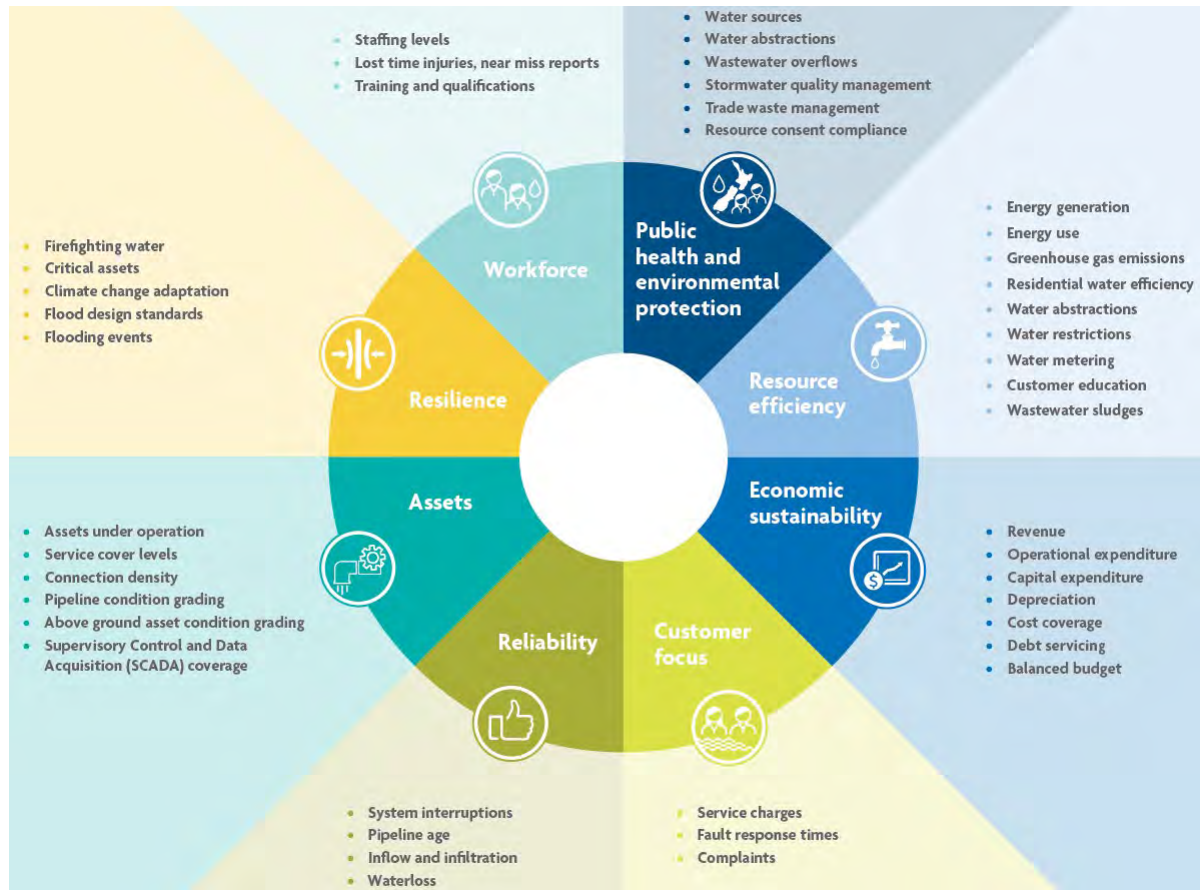 Staffing levels
Lost time injuries, near miss reports
Training and qualifications
Workforce
Water sources
Water abstractions
Wastewater overflows
Stormwater quality management
Trade waste management
Resource consent compliance
Public
health and
environmental
protection
Energy generation
Energy use
Greenhouse gas emissions
Residential water efficiency
Water abstractions
Water restrictions
Water metering
Customer education
Wastewater sludges
Resource
efficiency
Firefighting water
Critical assets
Climate change adaptation
Flood design standards
Flooding events
Resilience
Assets under operation
Service cover levels
Connection density
Pipeline condition grading
Above ground asset condition grading
Supervisory Control and Data
Acquisition (SCADA) coverage
Assets
Economic
sustainability
$
Revenue
Operational expenditure
Capital expenditure
Depreciation
Cost coverage
Debt servicing
Balanced budget
Reliability
System interruptions
Pipeline age
Inflow and infiltration
Waterloss
Customer
focus
Service charges
Fault response times
Complaints